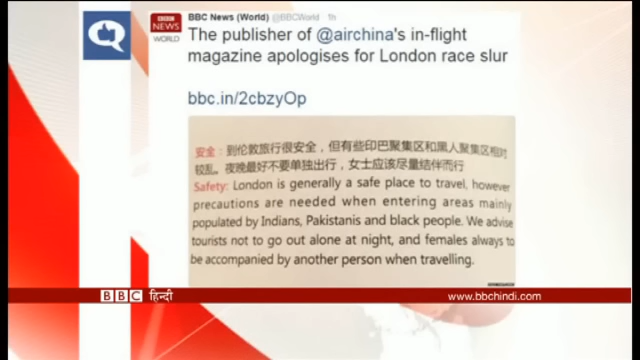 BBC NEWS WORLD
BBC News (World) @BBCWorld · 1h
The publisher of @airchina's in-flight
magazine apologises for London race slur
bbc.in/2cbzyOp
安全：到伦敦旅行很安全，但有些印巴聚集区和黑人聚集区相对
较乱。夜晚最好不要单独出行，女士应该尽量结伴而行
Safety: London is generally a safe place to travel, however
precautions are needed when entering areas mainly
populated by Indians, Pakistanis and black people. We advise
tourists not to go out alone at night, and females always to
be accompanied by another person when travelling.
BBC हिन्दी
www.bbchindi.com